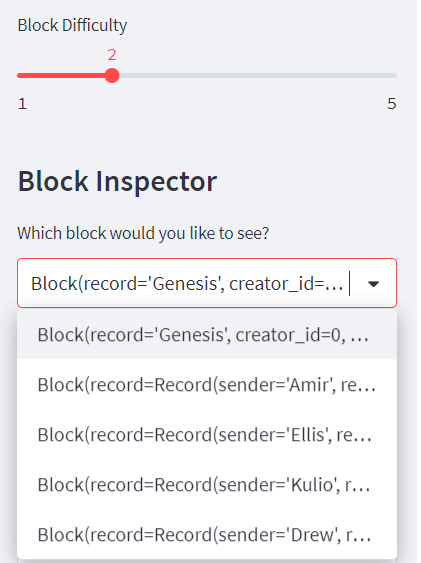 Block Difficulty
2
1 5
Block Inspector
Which block would you like to see?
Block(record='Genesis', creator_id=...
Block(record='Genesis', creator_id=0, ...
Block(record=Record(sender='Amir', re...
Block(record=Record(sender='Ellis', re...
Block(record=Record(sender='Kulio', r...
Block(record=Record(sender='Drew', r...